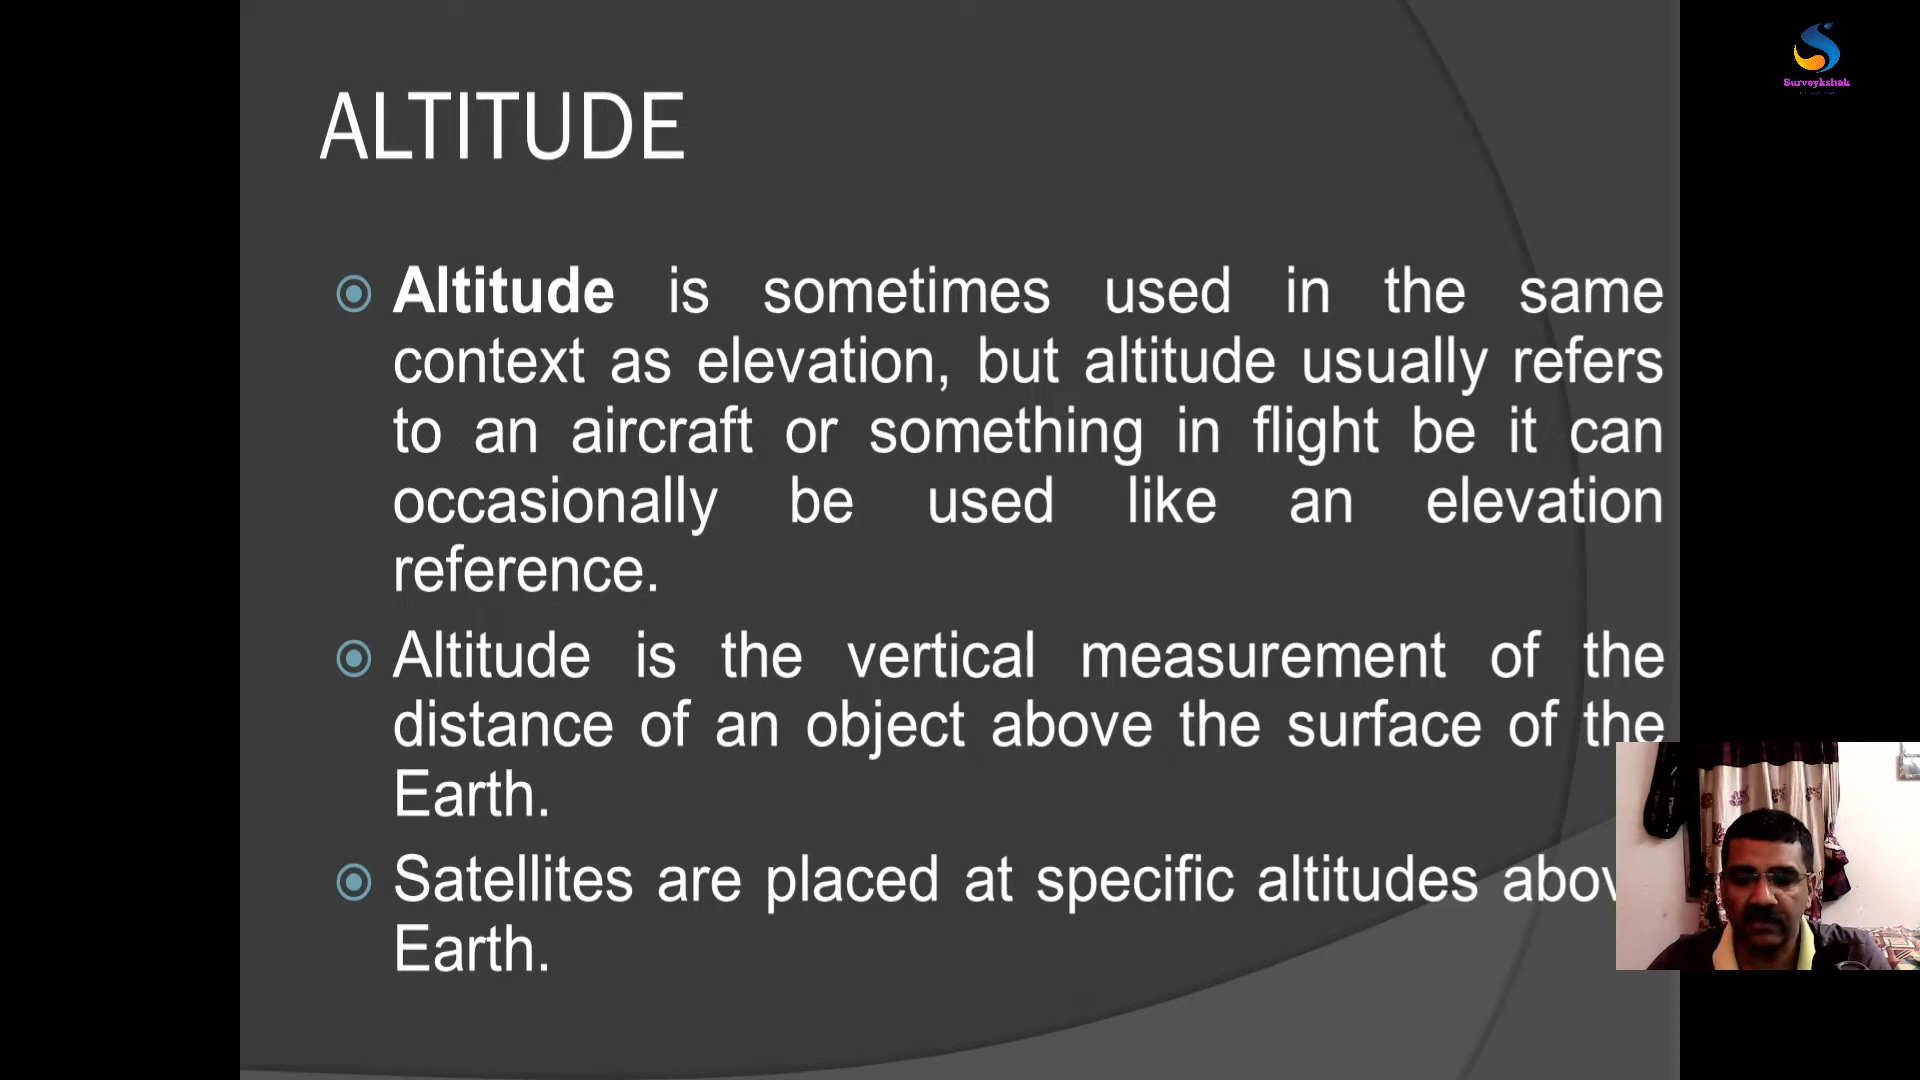 Surveykshak
ALTITUDE
Altitude is sometimes used in the same
context as elevation, but altitude usually refers
to an aircraft or something in flight be it can
occasionally be used like an elevation
reference.
Altitude is the vertical measurement of the
distance of an object above the surface of the
Earth.
Satellites are placed at specific altitudes abov
Earth.